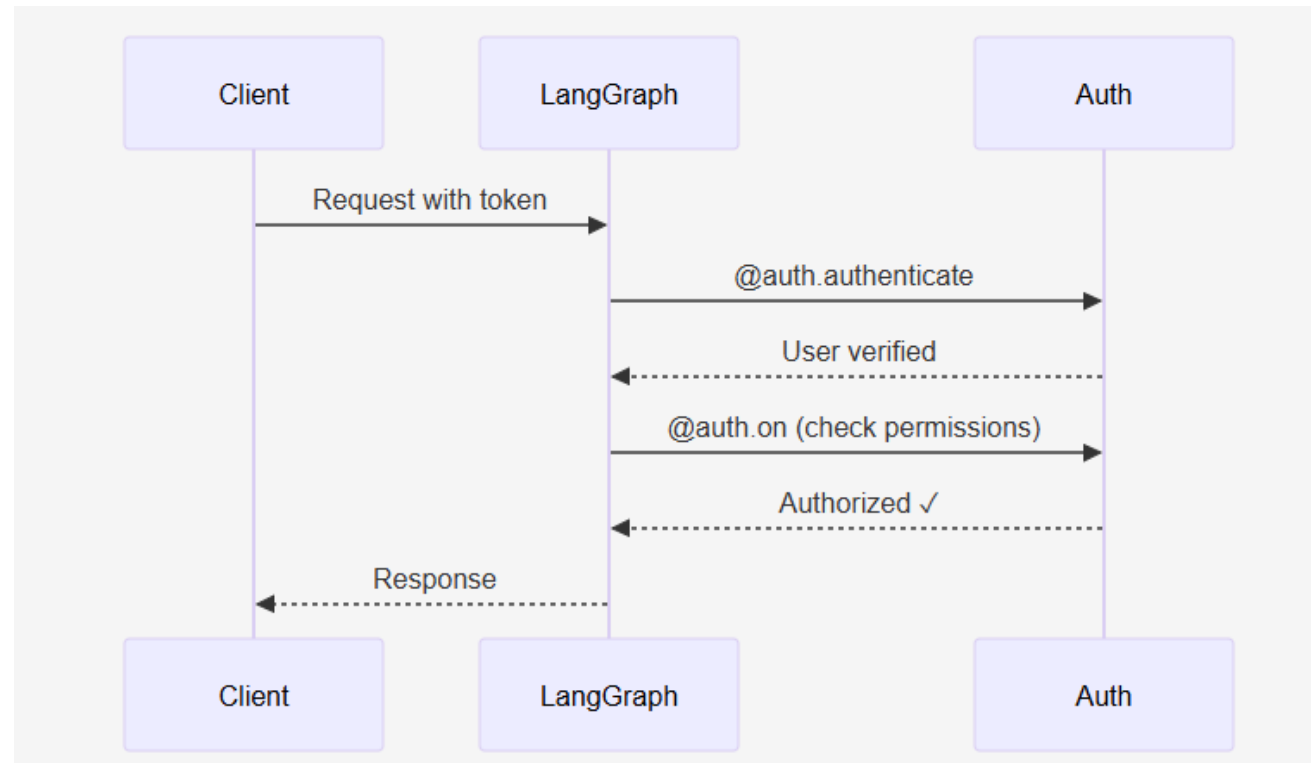 Client
LangGraph
Auth
Request with token
@auth.authenticate
User verified
@auth.on (check permissions)
Authorized ✓
Response
Client
LangGraph
Auth